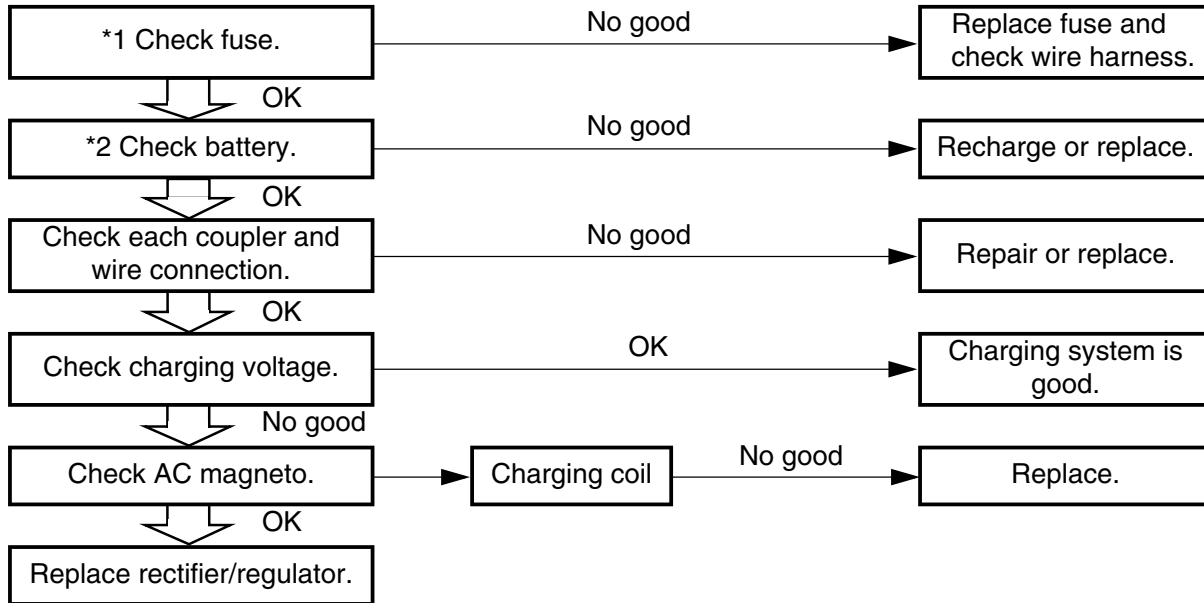 *1 Check fuse.
No good
Replace fuse and
check wire harness.
OK
*2 Check battery.
No good
Recharge or replace.
OK
Check each coupler and
wire connection.
No good
Repair or replace.
OK
Check charging voltage.
OK
Charging system is
good.
No good
Check AC magneto.
Charging coil
No good
Replace.
OK
Replace rectifier/regulator.